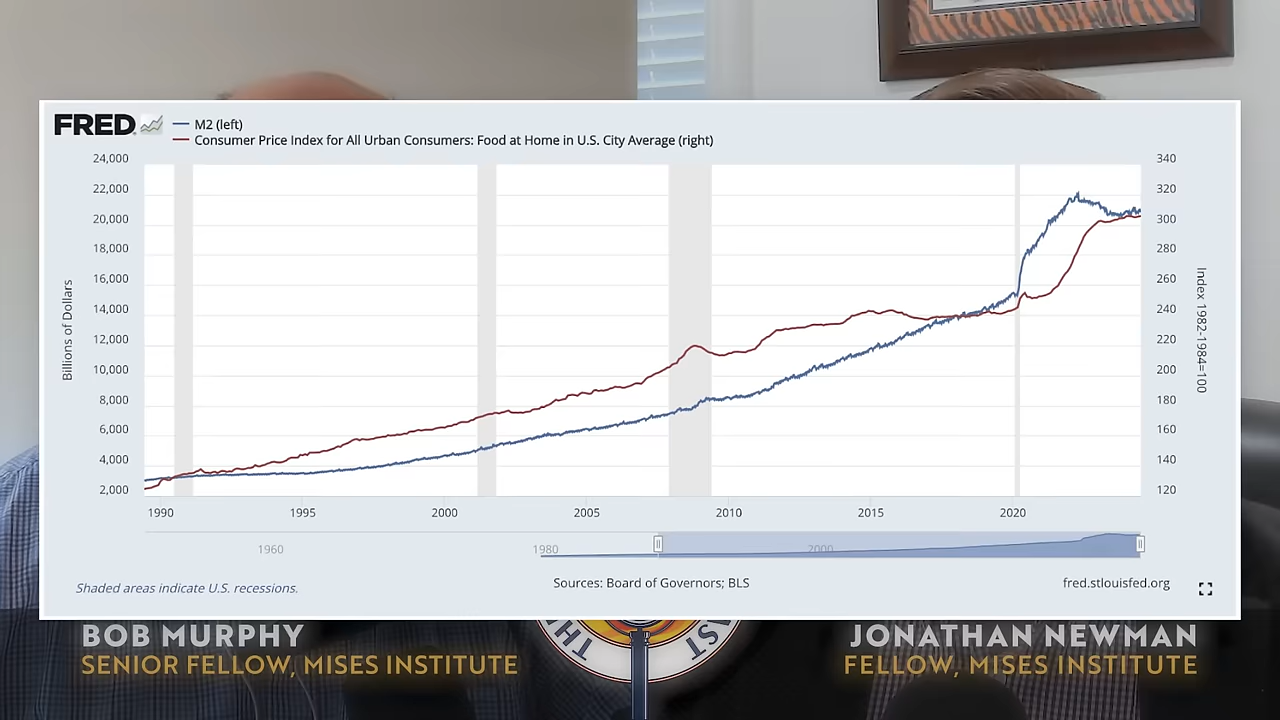 FRED
M2 (left)
Consumer Price Index for All Urban Consumers: Food at Home in U.S. City Average (right)
24,000
22,000
20,000
18,000
16,000
14,000
12,000
10,000
8,000
6,000
4,000
2,000
Billions of Dollars
340
320
300
280
260
240
220
200
180
160
140
120
Index 1982-1984=100
1990
1995
2000
2005
2010
2015
2020
1960
1980
2000
Shaded areas indicate U.S. recessions.
Sources: Board of Governors; BLS
fred.stlouisfed.org
BOB MURPHY
SENIOR FELLOW, MISES INSTITUTE
TH
AST
JONATHAN NEWMAN
FELLOW, MISES INSTITUTE